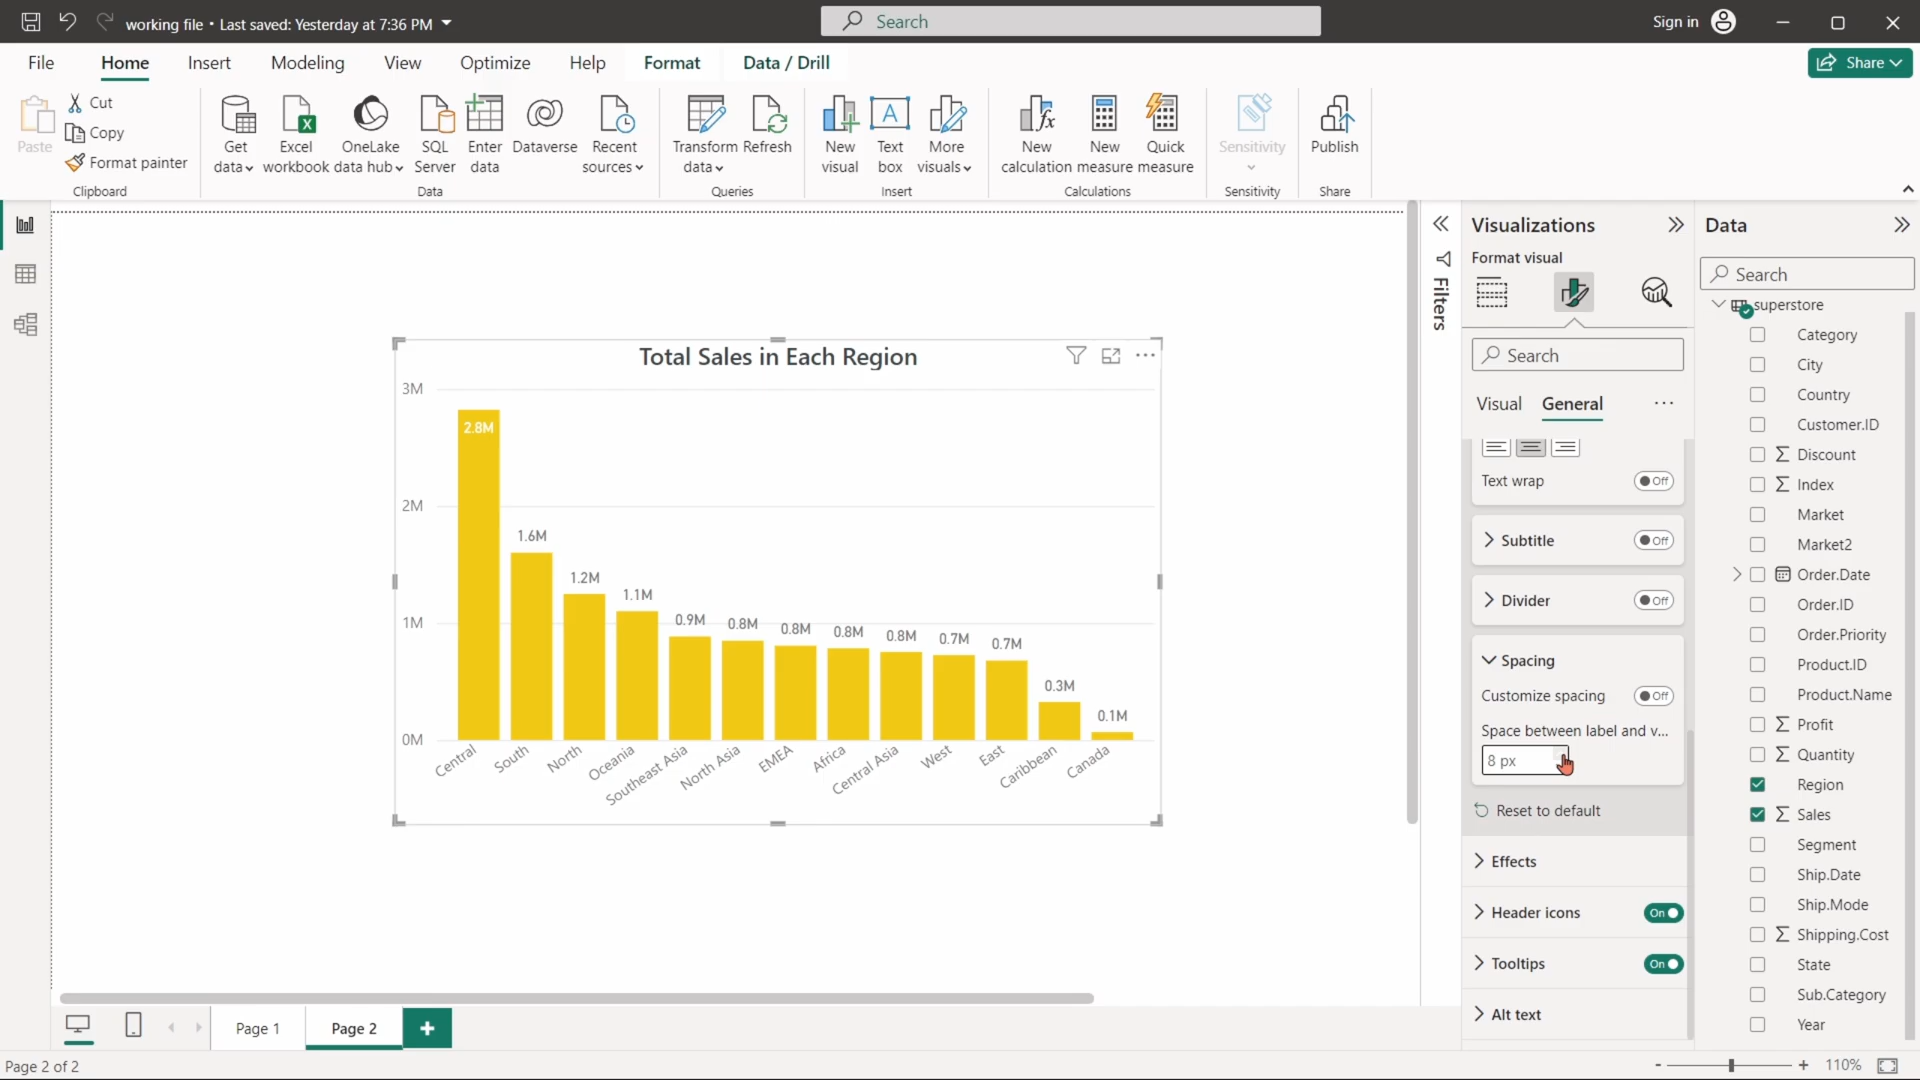 working file • Last saved: Yesterday at 7:36 PM
Search
Sign in
File
Home
Insert
Modeling
View
Optimize
Help
Format
Data / Drill
Share
Paste
Cut
Copy
Format painter
Clipboard
Get data
Excel workbook
OneLake data hub
SQL Server
Enter data
Dataverse
Recent sources
Data
Transform data
Refresh
Queries
New visual
A
Text box
More visuals
Insert
New calculation
New measure
Quick measure
Calculations
Sensitivity
Sensitivity
Publish
Share
Total Sales in Each Region
3M
2M
1M
0M
2.8M
1.6M
1.2M
1.1M
0.9M
0.8M
0.8M
0.8M
0.8M
0.7M
0.7M
0.3M
0.1M
Central
South
North
Oceania
Southeast Asia
North Asia
EMEA
Africa
Central Asia
West
East
Caribbean
Canada
Filters
Visualizations
Format visual
Search
Visual
General
Text wrap
Off
Subtitle
Off
Divider
Off
Spacing
Customize spacing
Off
Space between label and v...
8 px
Reset to default
Effects
Header icons
On
Tooltips
On
Alt text
Data
Search
superstore
Category
City
Country
Customer.ID
Discount
Index
Market
Market2
Order.Date
Order.ID
Order.Priority
Product.ID
Product.Name
Profit
Quantity
Region
Sales
Segment
Ship.Date
Ship.Mode
Shipping.Cost
State
Sub.Category
Year
Page 1
Page 2
Page 2 of 2
110%